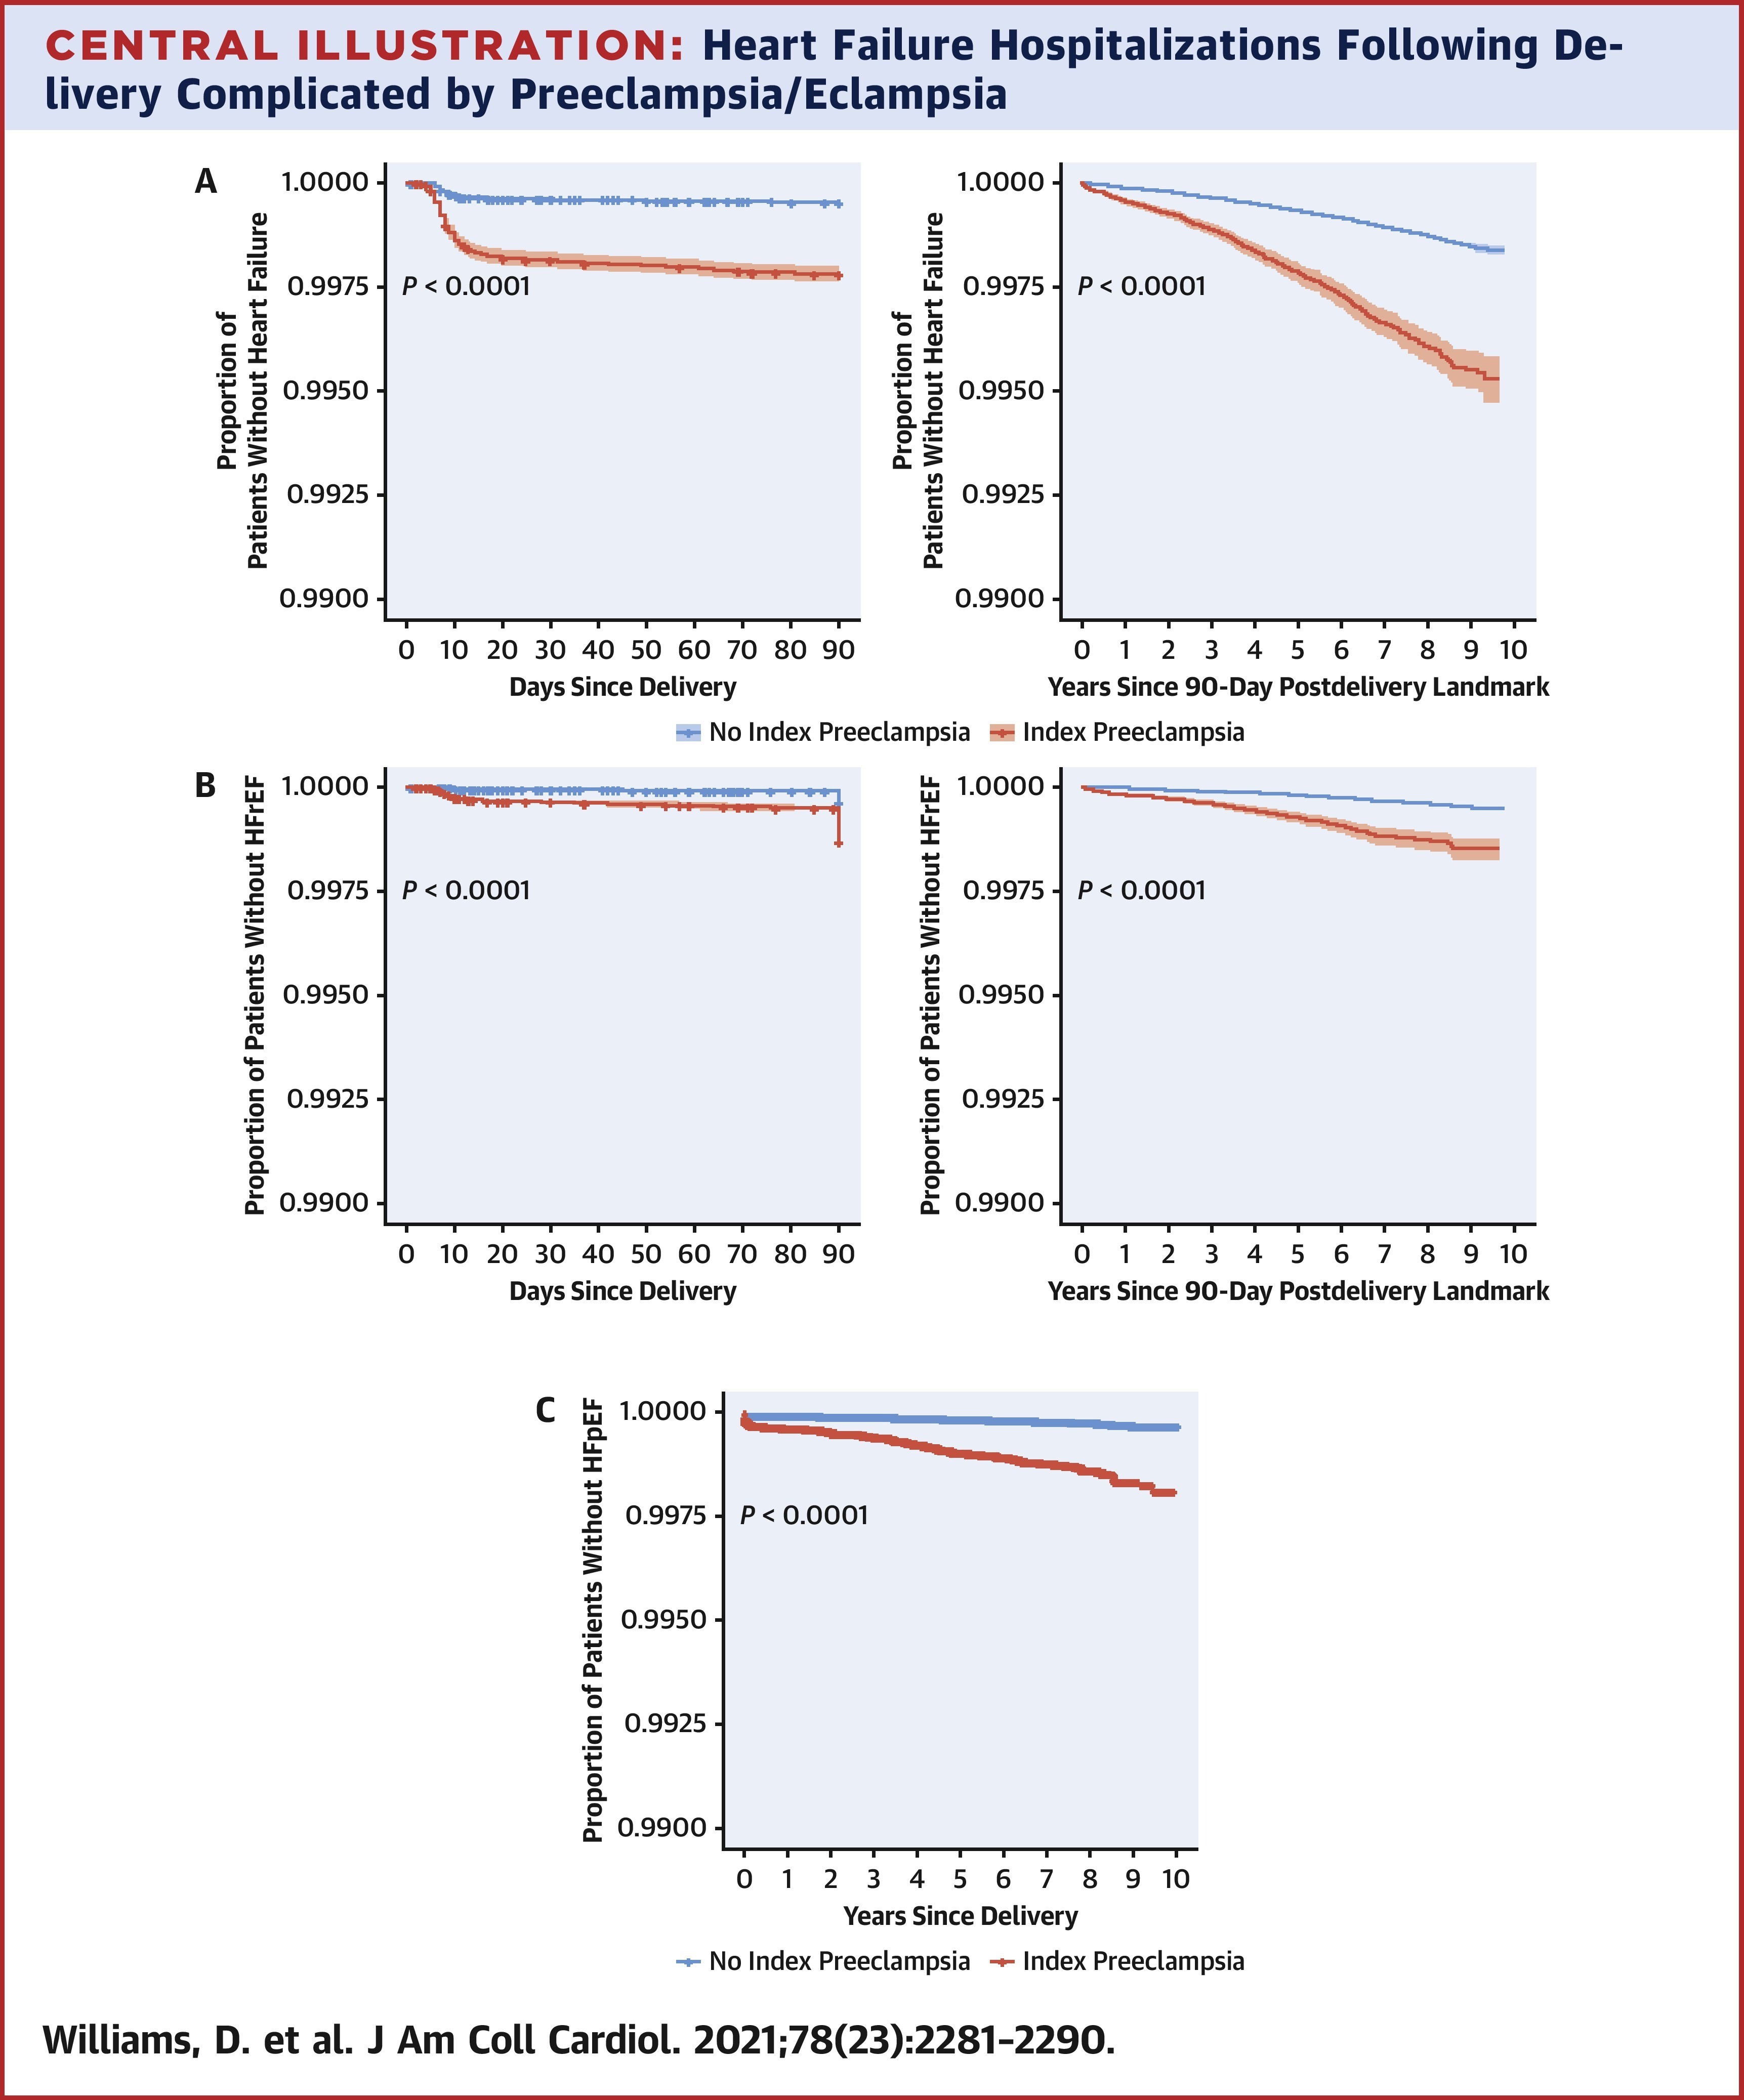 CENTRAL ILLUSTRATION: Heart Failure Hospitalizations Following De-
livery Complicated by Preeclampsia/Eclampsia
A
Proportion of
Patients Without Heart Failure
1.0000
0.9975
0.9950
0.9925
0.9900
P < 0.0001
0 10 20 30 40 50 60 70 80 90
Days Since Delivery
Proportion of
Patients Without Heart Failure
1.0000
0.9975
0.9950
0.9925
0.9900
P < 0.0001
0 1 2 3 4 5 6 7 8 9 10
Years Since 90-Day Postdelivery Landmark
No Index Preeclampsia Index Preeclampsia
B
Proportion of Patients Without HFrEF
1.0000
0.9975
0.9950
0.9925
0.9900
P < 0.0001
0 10 20 30 40 50 60 70 80 90
Days Since Delivery
Proportion of Patients Without HFrEF
1.0000
0.9975
0.9950
0.9925
0.9900
P < 0.0001
0 1 2 3 4 5 6 7 8 9 10
Years Since 90-Day Postdelivery Landmark
C
Proportion of Patients Without HFpEF
1.0000
0.9975
0.9950
0.9925
0.9900
P < 0.0001
0 1 2 3 4 5 6 7 8 9 10
Years Since Delivery
No Index Preeclampsia Index Preeclampsia
Williams, D. et al. J Am Coll Cardiol. 2021;78(23):2281–2290.